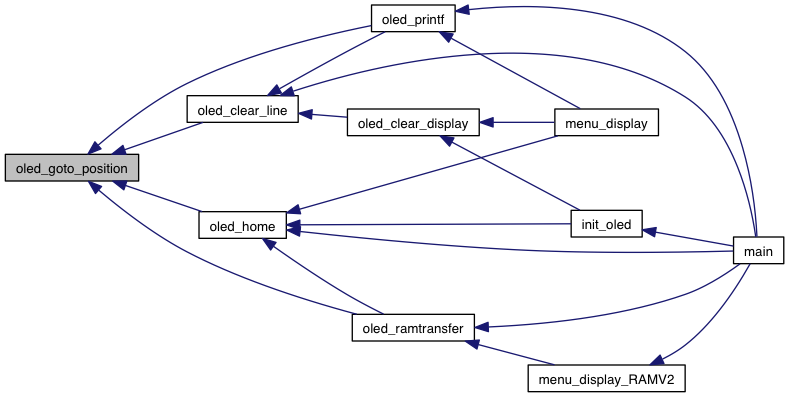 oled_printf
oled_clear_line
oled_clear_display
menu_display
oled_goto_position
oled_home
init_oled
main
oled_ramtransfer
menu_display_RAMV2